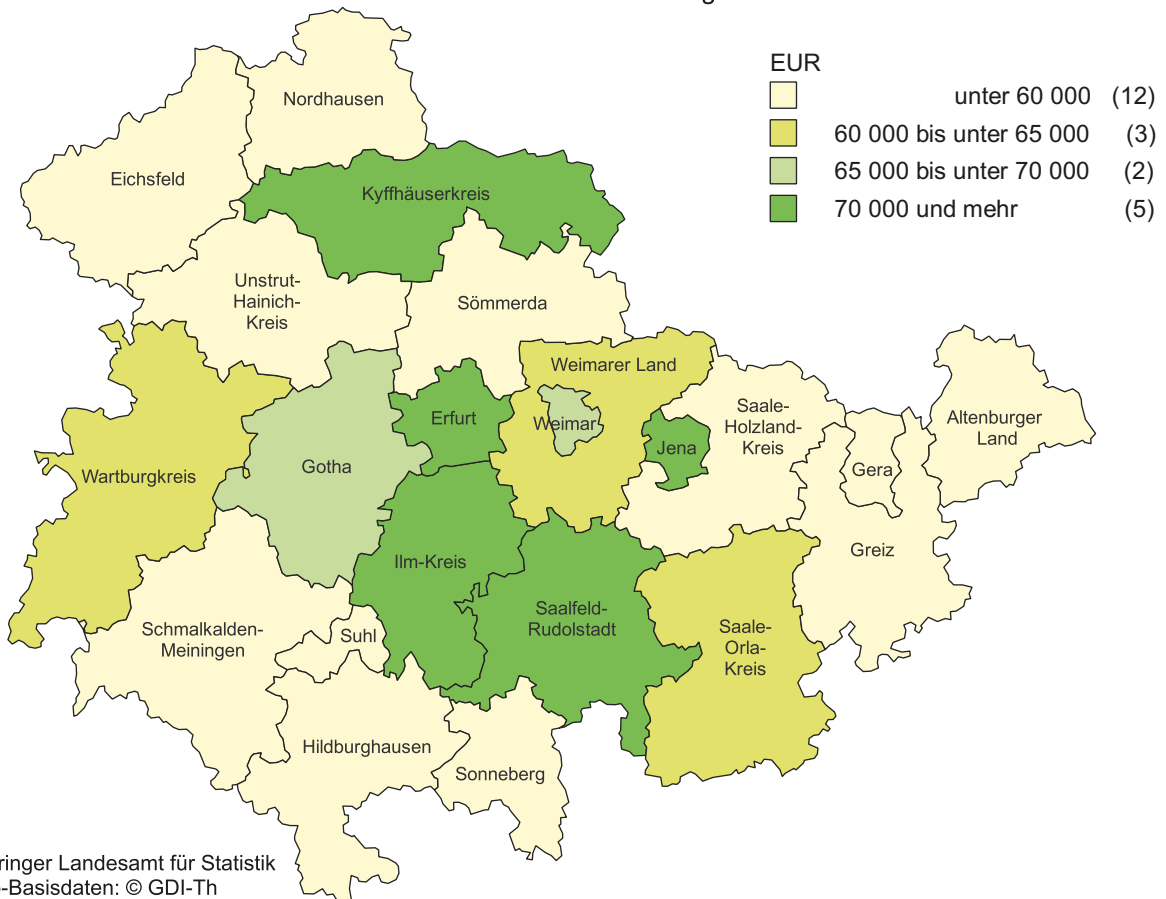 EUR
unter 60 000 (12)
60 000 bis unter 65 000 (3)
65 000 bis unter 70 000 (2)
70 000 und mehr (5)
Nordhausen
Eichsfeld
Kyffhäuserkreis
Unstrut-
Hainich-
Kreis
Sömmerda
Weimarer Land
Erfurt
Weimar
Saale-
Holzland-
Kreis
Altenburger
Land
Jena
Gera
Gotha
Wartburgkreis
Greiz
Ilm-Kreis
Saalfeld-
Rudolstadt
Schmalkalden-
Meiningen
Suhl
Saale-
Orla-
Kreis
Hildburghausen
Sonneberg
ringer Landesamt für Statistik
-Basisdaten: © GDI-Th